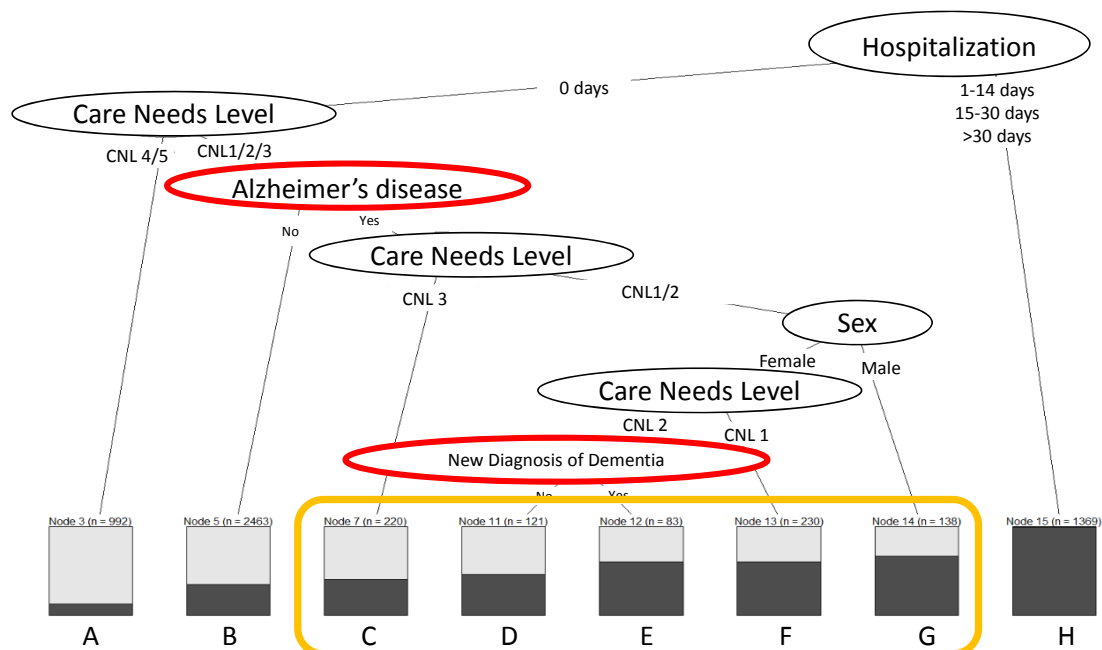 Hospitalization
0 days
1-14 days
15-30 days
>30 days
Care Needs Level
CNL 4/5
CNL1/2/3
Alzheimer’s disease
No
Yes
Care Needs Level
CNL 3
CNL1/2
Sex
Female
Male
Care Needs Level
CNL 2
CNL 1
New Diagnosis of Dementia
No
Yes
Node 3 (n = 992)
Node 5 (n = 2463)
Node 7 (n = 220)
Node 11 (n = 121)
Node 12 (n = 83)
Node 13 (n = 230)
Node 14 (n = 138)
Node 15 (n = 1369)
A
B
C
D
E
F
G
H